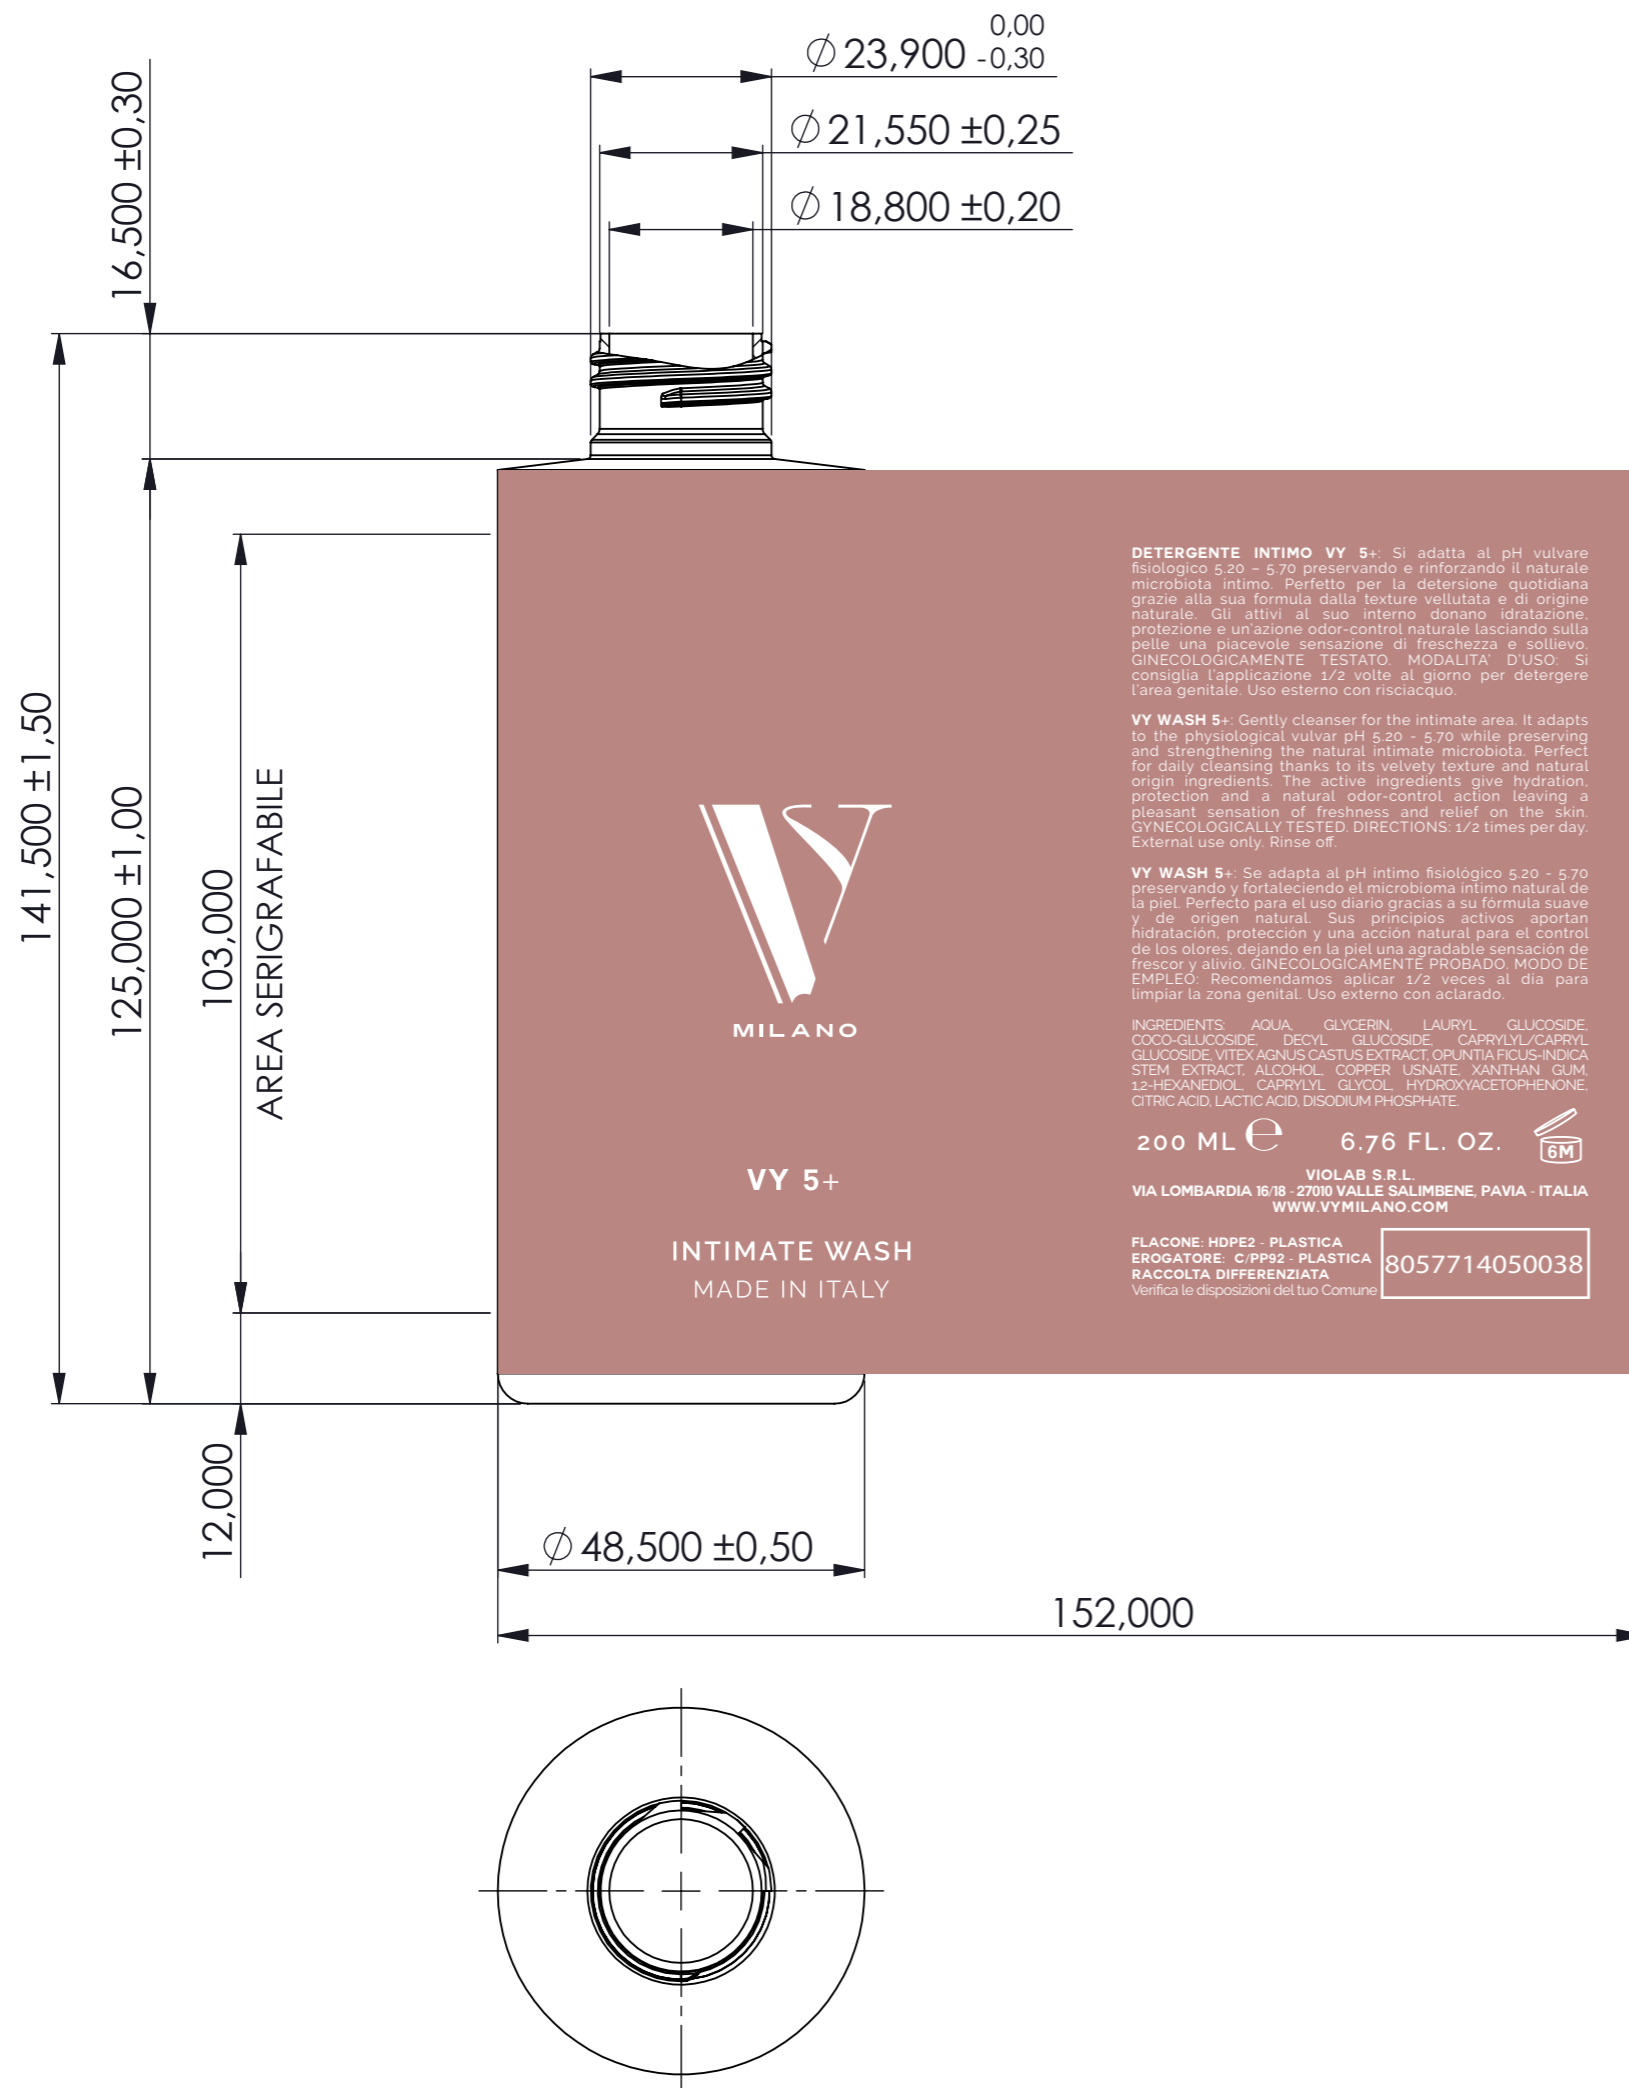 0,00
Ø 23,900 -0,30
Ø 21,550 ±0,25
Ø 18,800 ±0,20
16,500 ±0,30
141,500 ±1,50
125,000 ±1,00
103,000
AREA SERIGRAFABILE
12,000
VY
MILANO
VY 5+
INTIMATE WASH
MADE IN ITALY
DETERGENTE INTIMO VY 5+: Si adatta al pH vulvare
fisiologico 5.20 – 5.70 preservando e rinforzando il naturale
microbiota intimo. Perfetto per la detersione quotidiana
grazie alla sua formula dalla texture vellutata e di origine
naturale. Gli attivi al suo interno donano idratazione,
protezione e un'azione odor-control naturale lasciando sulla
pelle una piacevole sensazione di freschezza e sollievo.
GINECOLOGICAMENTE TESTATO. MODALITA' D'USO: Si
consiglia l'applicazione 1/2 volte al giorno per detergere
l'area genitale. Uso esterno con risciacquo.
VY WASH 5+: Gently cleanser for the intimate area. It adapts
to the physiological vulvar pH 5.20 - 5.70 while preserving
and strengthening the natural intimate microbiota. Perfect
for daily cleansing thanks to its velvety texture and natural
origin ingredients. The active ingredients give hydration,
protection and a natural odor-control action leaving a
pleasant sensation of freshness and relief on the skin.
GYNECOLOGICALLY TESTED. DIRECTIONS: 1/2 times per day.
External use only. Rinse off.
VY WASH 5+: Se adapta al pH intimo fisiológico 5.20 - 5.70
preservando y fortaleciendo el microbioma íntimo natural de
la piel. Perfecto para el uso diario gracias a su fórmula suave
y de origen natural. Sus principios activos aportan
hidratación, protección y una acción natural para el control
de los olores, dejando en la piel una agradable sensación de
frescor y alivio. GINECOLOGICAMENTE PROBADO. MODO DE
EMPLEO: Recomendamos aplicar 1/2 veces al día para
limpiar la zona genital. Uso externo con aclarado.
INGREDIENTS: AQUA, GLYCERIN, LAURYL GLUCOSIDE,
COCO-GLUCOSIDE, DECYL GLUCOSIDE, CAPRYLYL/CAPRYL
GLUCOSIDE, VITEX AGNUS CASTUS EXTRACT, OPUNTIA FICUS-INDICA
STEM EXTRACT, ALCOHOL, COPPER USNATE, XANTHAN GUM,
1,2-HEXANEDIOL, CAPRYLYL GLYCOL, HYDROXYACETOPHENONE,
CITRIC ACID, LACTIC ACID, DISODIUM PHOSPHATE.
200 ML ℮ 6.76 FL. OZ. 6M
VIOLAB S.R.L.
VIA LOMBARDIA 16/18 - 27010 VALLE SALIMBENE, PAVIA - ITALIA
WWW.VYMILANO.COM
FLACONE: HDPE2 - PLASTICA
EROGATORE: C/PP92 - PLASTICA
RACCOLTA DIFFERENZIATA
Verifica le disposizioni del tuo Comune
8057714050038
Ø 48,500 ±0,50
152,000